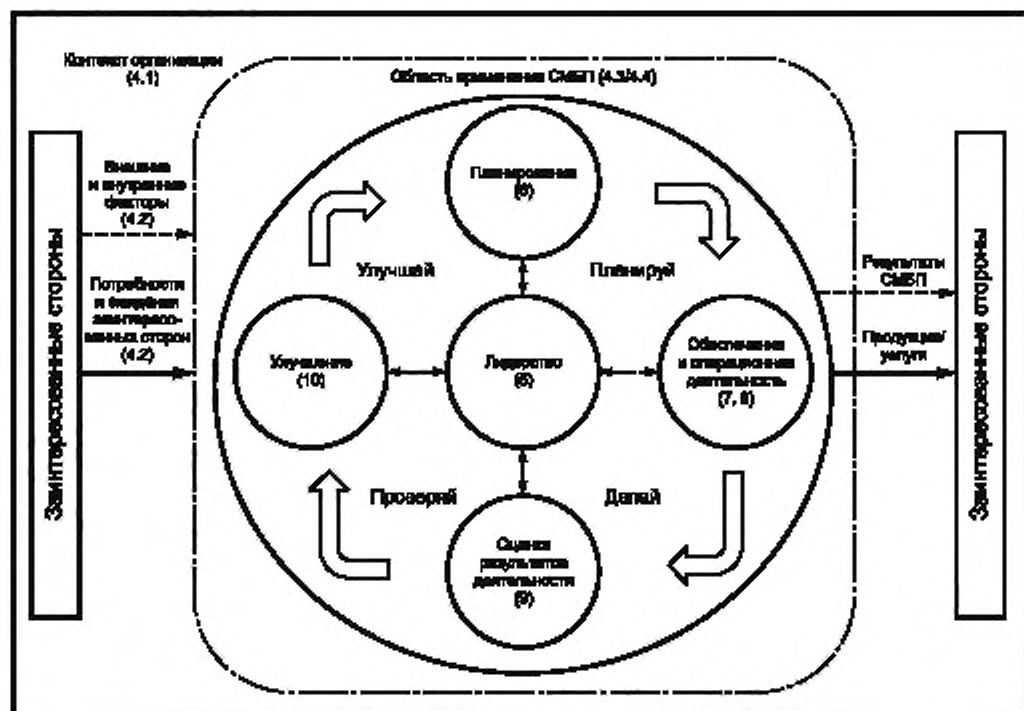 Контекст организации
(4.1)
Область применения СМБП (4.3/4.4)
Заинтересованные стороны
Внешние
и внутренние
факторы
(4.2)
Потребности
и ожидания
заинтересо-
ванных сторон
(4.2)
Планирование
(6)
Улучшай
Планируй
Улучшение
(10)
Лидерство
(5)
Обеспечение
и операционная
деятельность
(7, 8)
Проверяй
Делай
Оценка
результатов
деятельности
(9)
Результаты
СМБП
Продукция/
услуги
Заинтересованные стороны